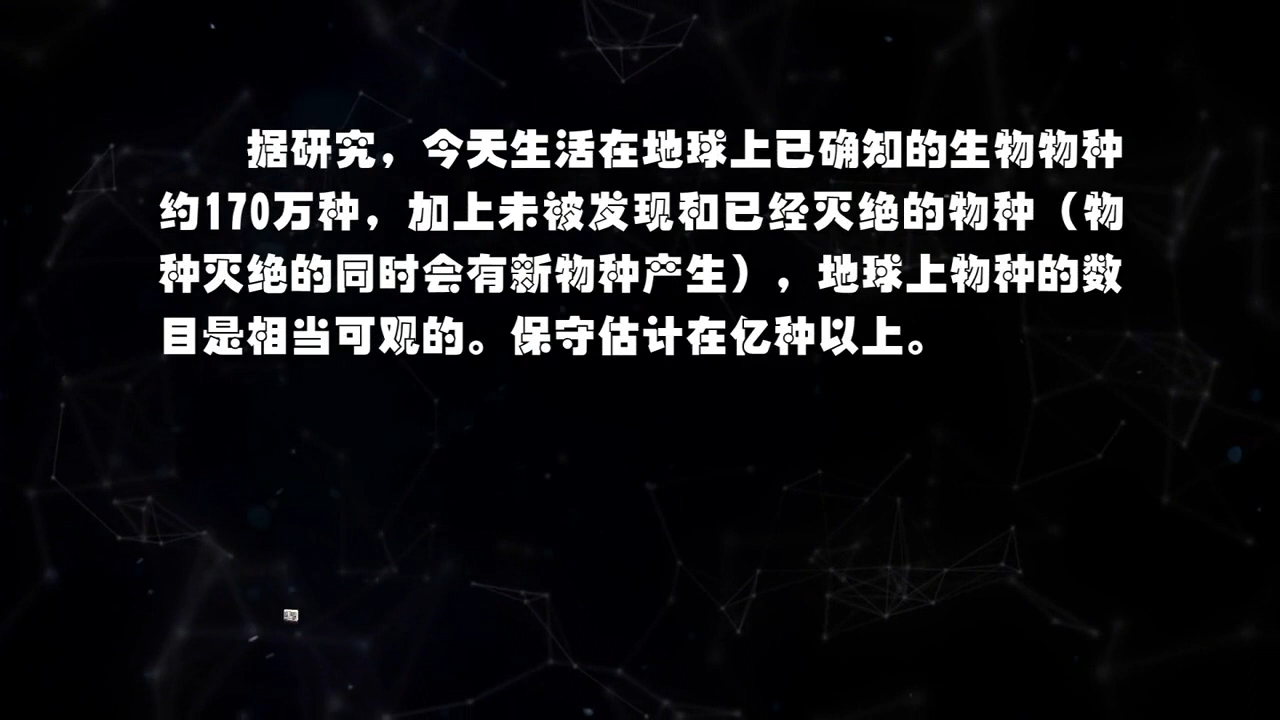 据研究，今天生活在地球上已确知的生物物种
约170万种，加上未被发现和已经灭绝的物种（物
种灭绝的同时会有新物种产生），地球上物种的数
目是相当可观的。保守估计在亿种以上。